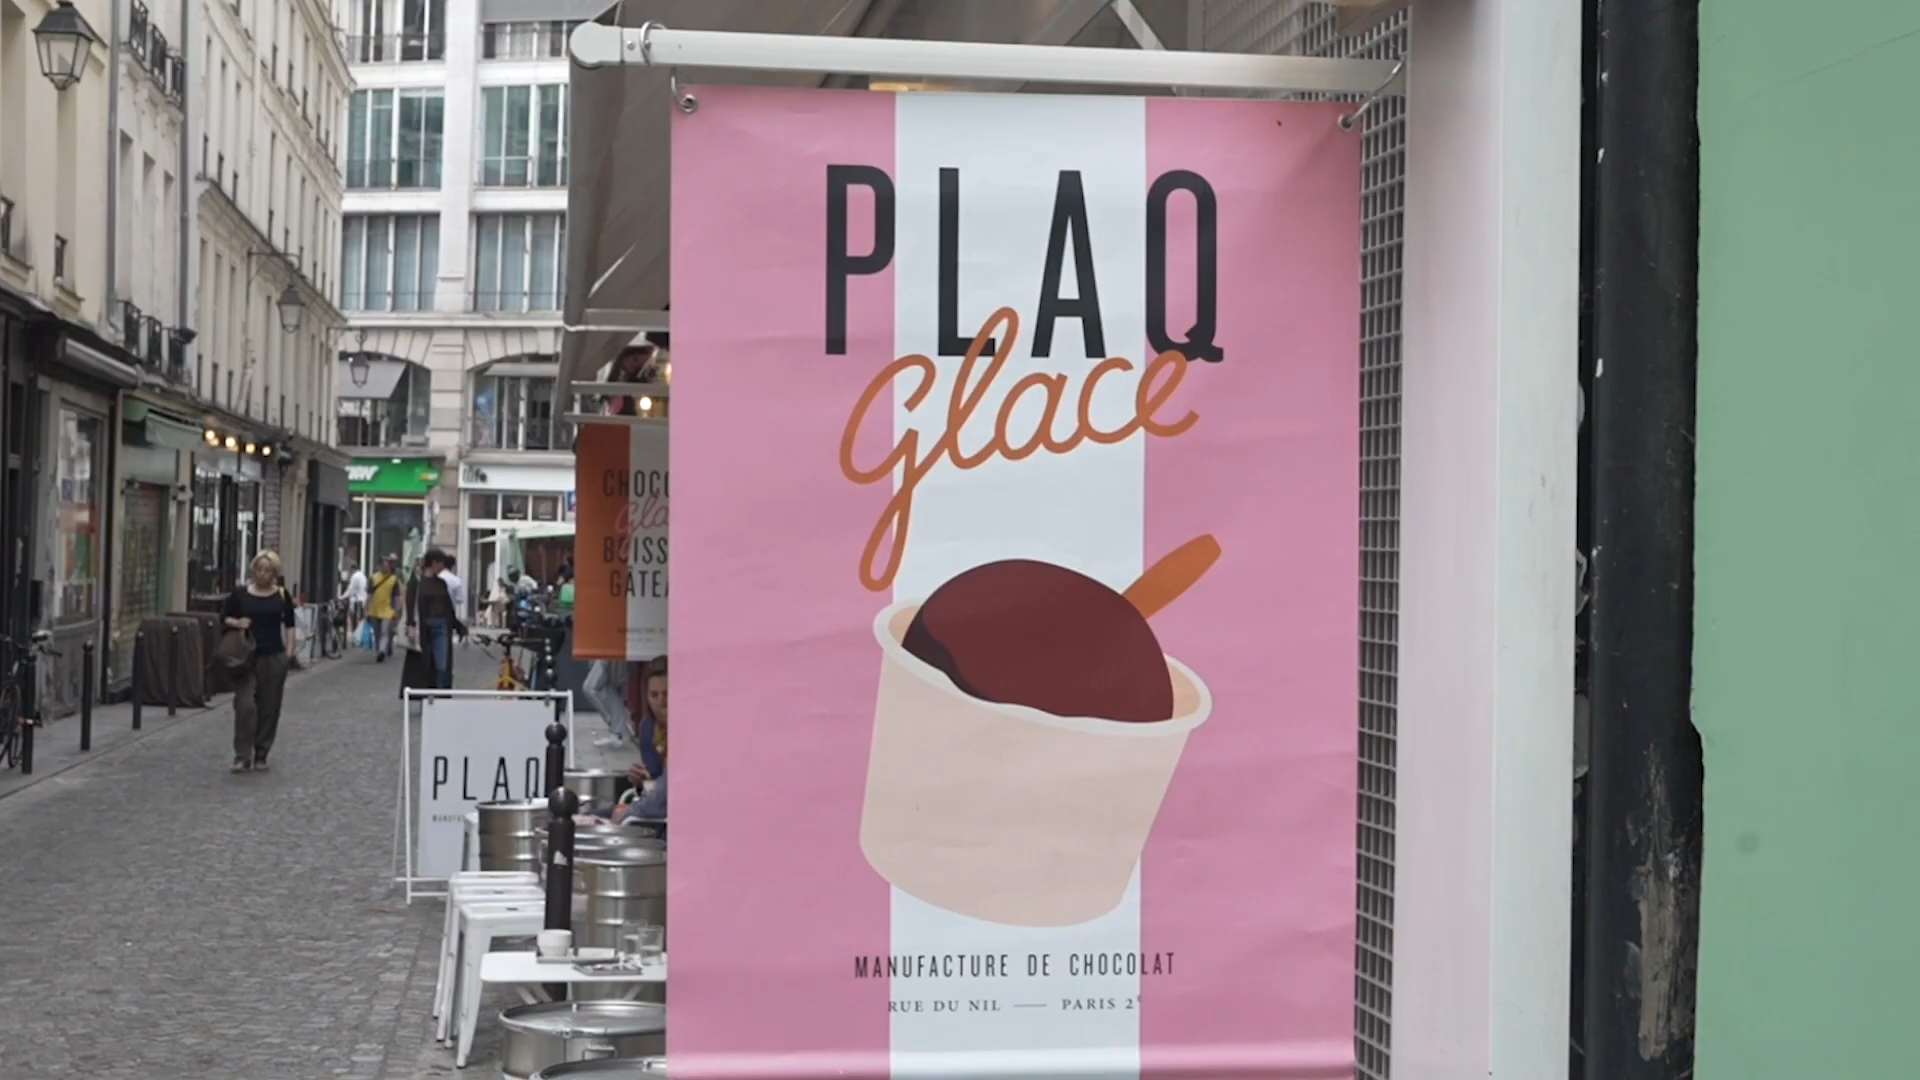 PLAQ
Glace
MANUFACTURE DE CHOCOLAT
RUE DU NIL — PARIS 2ᵉ
PLAQ